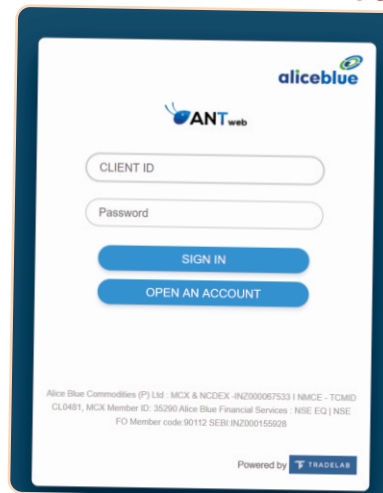 aliceblue
ANT web
CLIENT ID
Password
SIGN IN
OPEN AN ACCOUNT
Alice Blue Commodities (P) Ltd : MCX & NCDEX -INZ000067533 I NMCE - TCMID
CL0481, MCX Member ID: 35290 Alice Blue Financial Services : NSE EQ | NSE
FO Member code:90112 SEBI:INZ000155928
Powered by TRADELAB